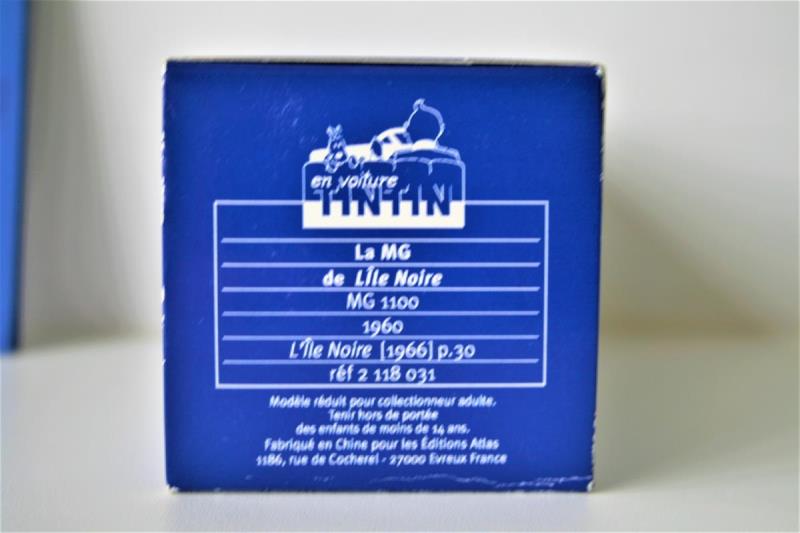 en voiture
TINTIN
La MG
de L'Île Noire
MG 1100
1960
L'Île Noire [1966] p.30
réf 2 118 031
Modèle réduit pour collectionneur adulte.
Tenir hors de portée
des enfants de moins de 14 ans.
Fabriqué en Chine pour les Éditions Atlas
1186, rue de Cocherel - 27000 Evreux France